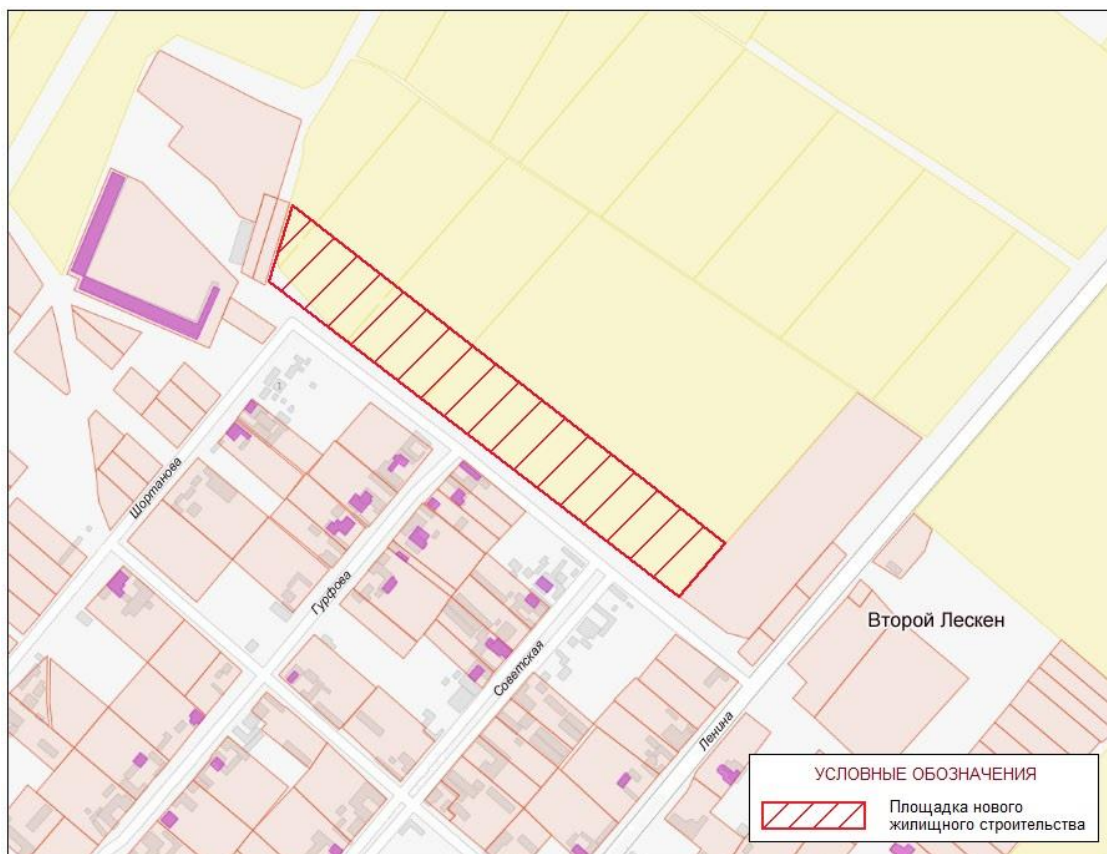 Шортанова
Гурфова
Советская
Ленина
Второй Лескен
УСЛОВНЫЕ ОБОЗНАЧЕНИЯ
Площадка нового
жилищного строительства